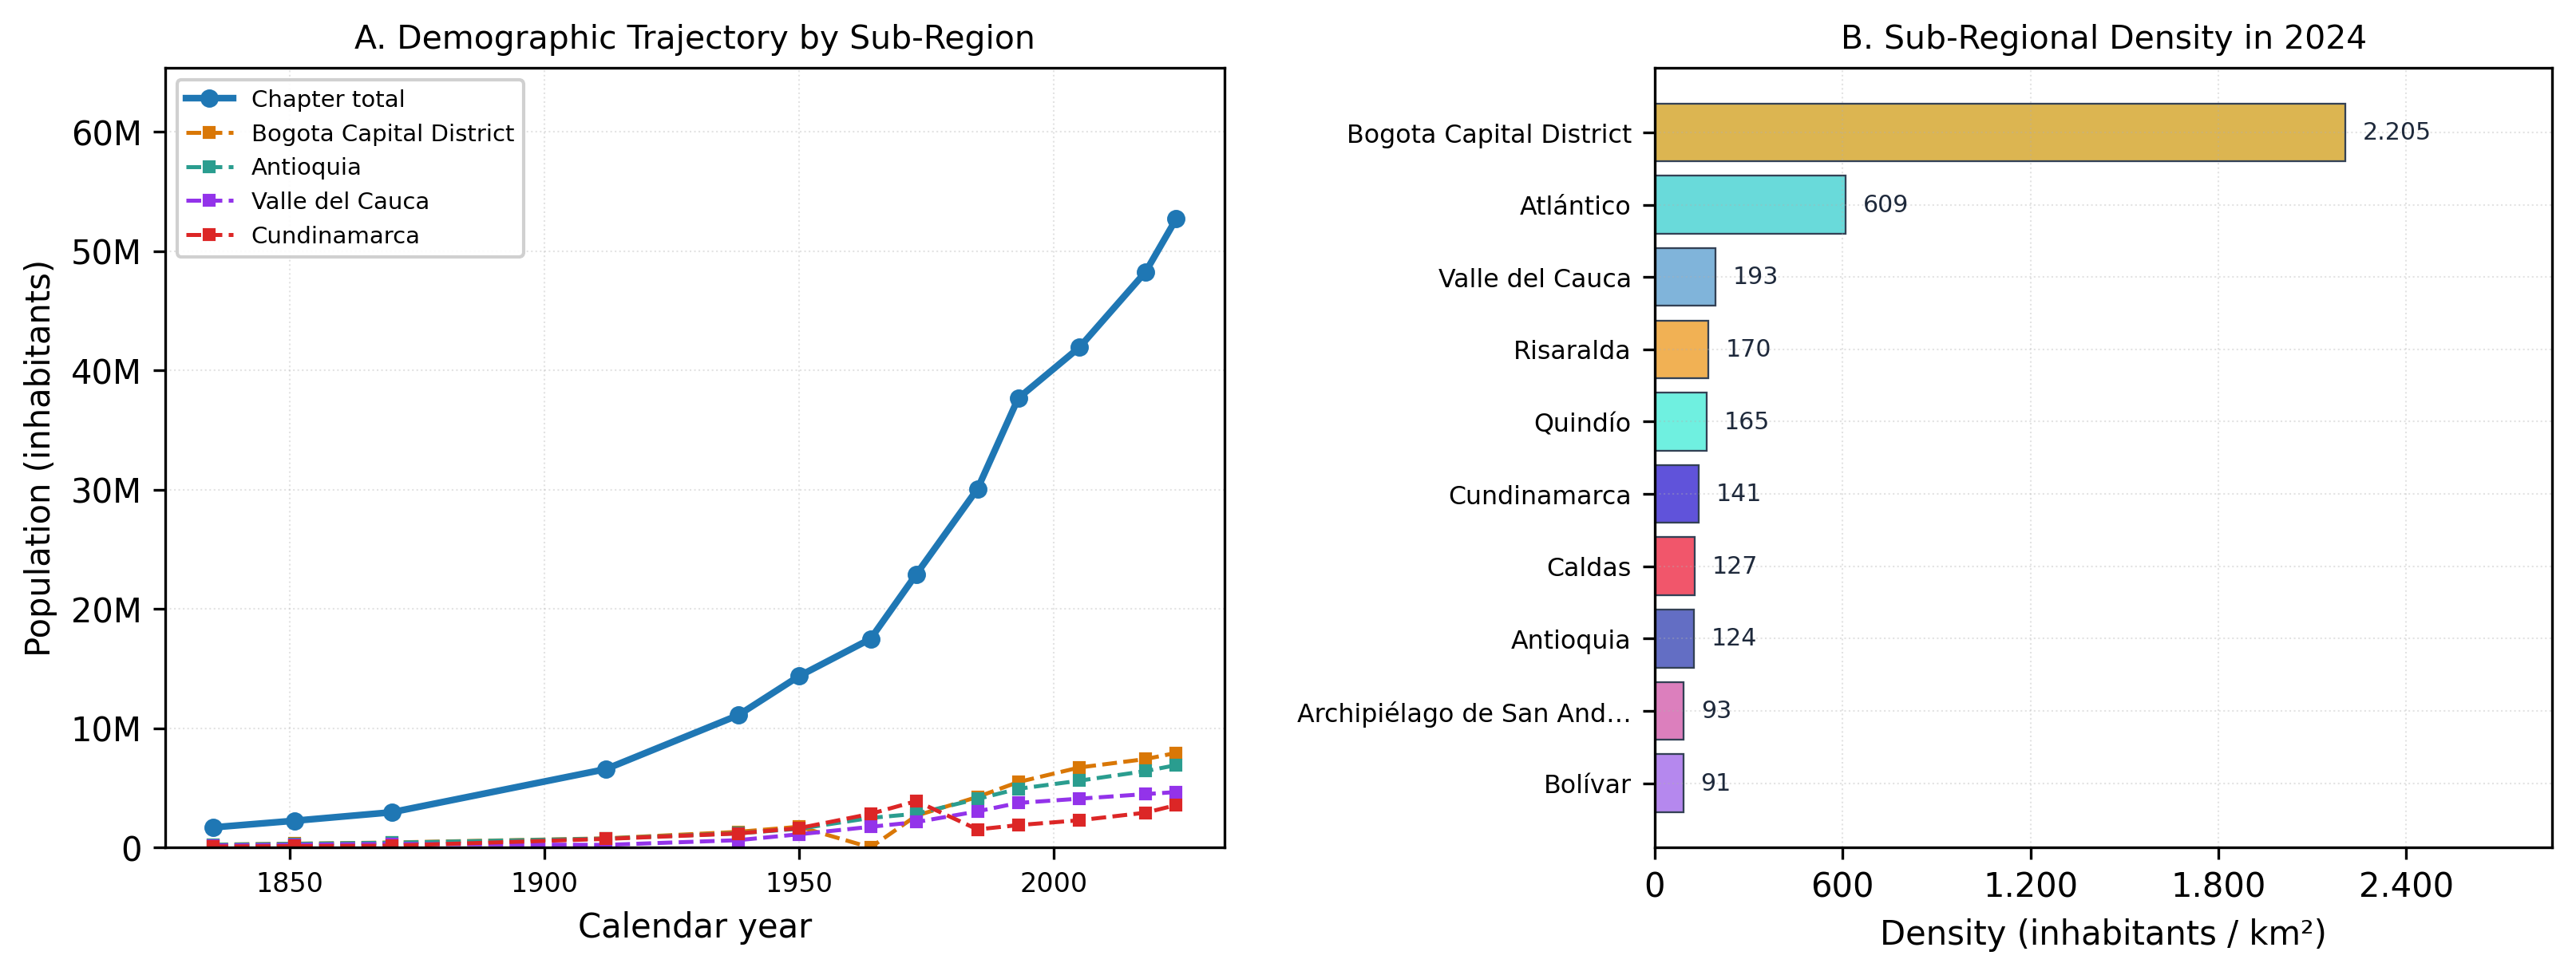 A. Demographic Trajectory by Sub-Region
Population (inhabitants)
60M
50M
40M
30M
20M
10M
0
Chapter total
Bogota Capital District
Antioquia
Valle del Cauca
Cundinamarca
1850
1900
1950
2000
Calendar year
B. Sub-Regional Density in 2024
Bogota Capital District
2.205
Atlántico
609
Valle del Cauca
193
Risaralda
170
Quindío
165
Cundinamarca
141
Caldas
127
Antioquia
124
Archipiélago de San And…
93
Bolívar
91
0
600
1.200
1.800
2.400
Density (inhabitants / km²)